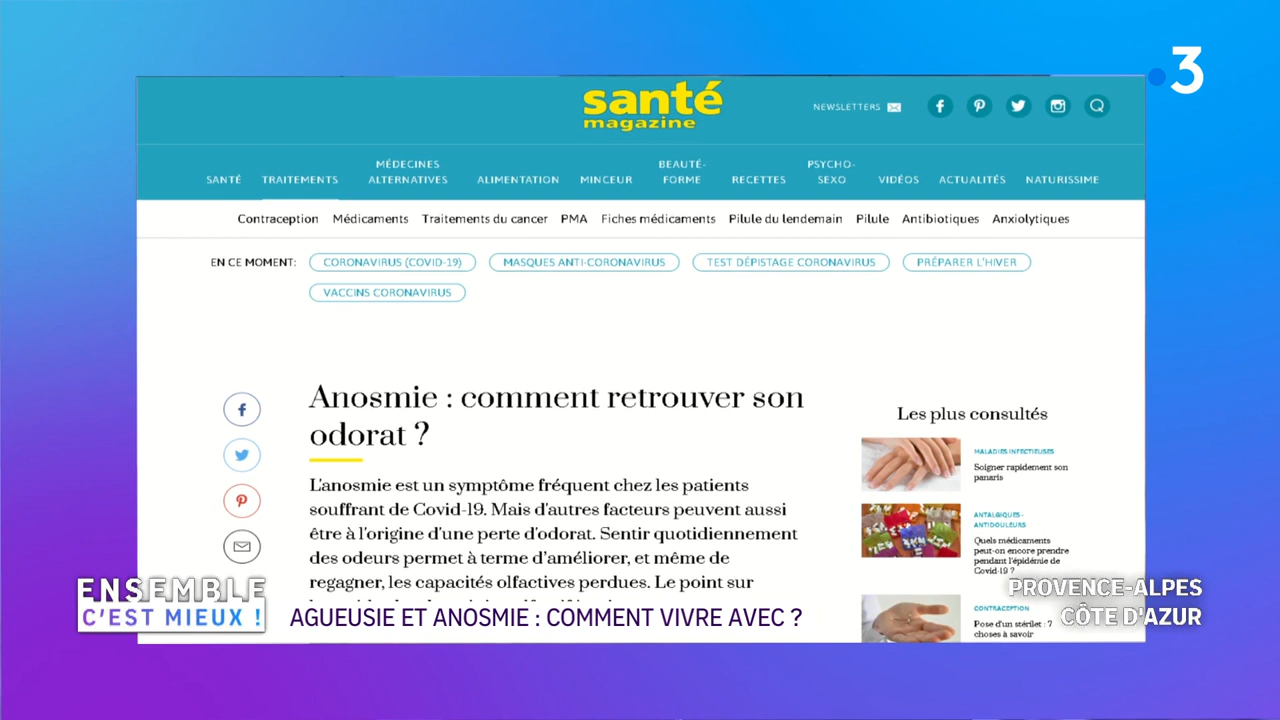 3
santé
magazine
NEWSLETTERS
SANTÉ TRAITEMENTS MÉDECINES ALTERNATIVES ALIMENTATION MINCEUR BEAUTÉ-FORME RECETTES PSYCHO-SEXO VIDÉOS ACTUALITÉS NATURISSIME
Contraception Médicaments Traitements du cancer PMA Fiches médicaments Pilule du lendemain Pilule Antibiotiques Anxiolytiques
EN CE MOMENT: CORONAVIRUS (COVID-19) MASQUES ANTI-CORONAVIRUS TEST DÉPISTAGE CORONAVIRUS PRÉPARER L'HIVER
VACCINS CORONAVIRUS
Anosmie : comment retrouver son
odorat ?
L'anosmie est un symptôme fréquent chez les patients
souffrant de Covid-19. Mais d'autres facteurs peuvent aussi
être à l'origine d'une perte d'odorat. Sentir quotidiennement
des odeurs permet à terme d'améliorer, et même de
regagner, les capacités olfactives perdues. Le point sur
Les plus consultés
MALADIES INFECTIEUSES
Soigner rapidement son
panaris
ANTALGIQUES -
ANTIDOULEURS
Quels médicaments
peut-on encore prendre
pendant l'épidémie de
Covid-19 ?
CONTRACEPTION
Pose d'un stérilet : 7
choses à savoir
ENSEMBLE
C'EST MIEUX !
AGUEUSIE ET ANOSMIE : COMMENT VIVRE AVEC ?
PROVENCE-ALPES
CÔTE D'AZUR